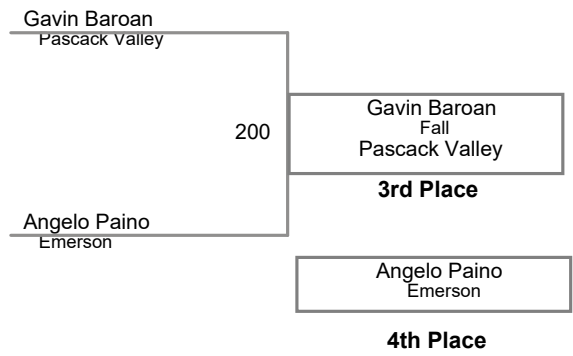 Gavin Baroan
Pascack Valley
200
Gavin Baroan
Fall
Pascack Valley
3rd Place
Angelo Paino
Emerson
Angelo Paino
Emerson
4th Place